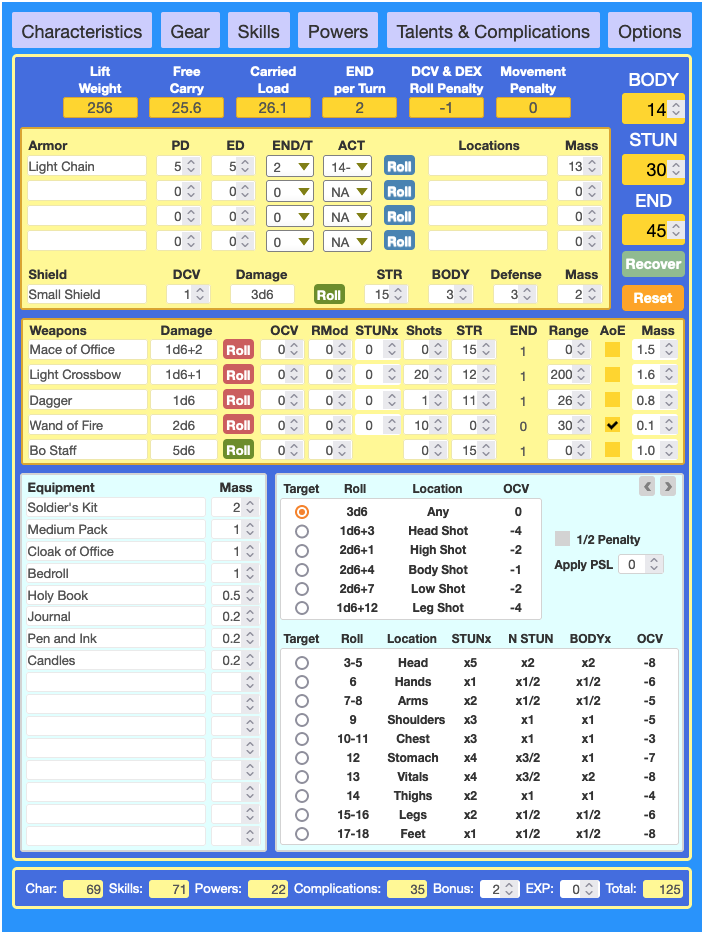 Characteristics Gear Skills Powers Talents & Complications Options
Lift Weight Free Carry Carried Load END per Turn DCV & DEX Roll Penalty Movement Penalty BODY
256 25.6 26.1 2 -1 0 14
STUN
30
END
45
Recover
Reset
Armor PD ED END/T ACT Locations Mass
Light Chain 5 5 2 14- Roll 13
0 0 0 NA Roll 0
0 0 0 NA Roll 0
0 0 0 NA Roll 0
Shield DCV Damage STR BODY Defense Mass
Small Shield 1 3d6 Roll 15 3 3 2
Weapons Damage OCV RMod STUNx Shots STR END Range AoE Mass
Mace of Office 1d6+2 Roll 0 0 0 0 15 1 0 1.5
Light Crossbow 1d6+1 Roll 0 0 0 20 12 1 200 1.6
Dagger 1d6 Roll 0 0 0 1 11 1 26 0.8
Wand of Fire 2d6 Roll 0 0 0 10 0 0 30 0.1
Bo Staff 5d6 Roll 0 0 0 15 1 0 1.0
Equipment Mass
Soldier's Kit 2
Medium Pack 1
Cloak of Office 1
Bedroll 1
Holy Book 0.5
Journal 0.2
Pen and Ink 0.2
Candles 0.2
Target Roll Location OCV
3d6 Any 0
1d6+3 Head Shot -4
2d6+1 High Shot -2
2d6+4 Body Shot -1
2d6+7 Low Shot -2
1d6+12 Leg Shot -4
1/2 Penalty
Apply PSL 0
Target Roll Location STUNx N STUN BODYx OCV
3-5 Head x5 x2 x2 -8
6 Hands x1 x1/2 x1/2 -6
7-8 Arms x2 x1/2 x1/2 -5
9 Shoulders x3 x1 x1 -5
10-11 Chest x3 x1 x1 -3
12 Stomach x4 x3/2 x1 -7
13 Vitals x4 x3/2 x2 -8
14 Thighs x2 x1 x1 -4
15-16 Legs x2 x1/2 x1/2 -6
17-18 Feet x1 x1/2 x1/2 -8
Char: 69 Skills: 71 Powers: 22 Complications: 35 Bonus: 2 EXP: 0 Total: 125